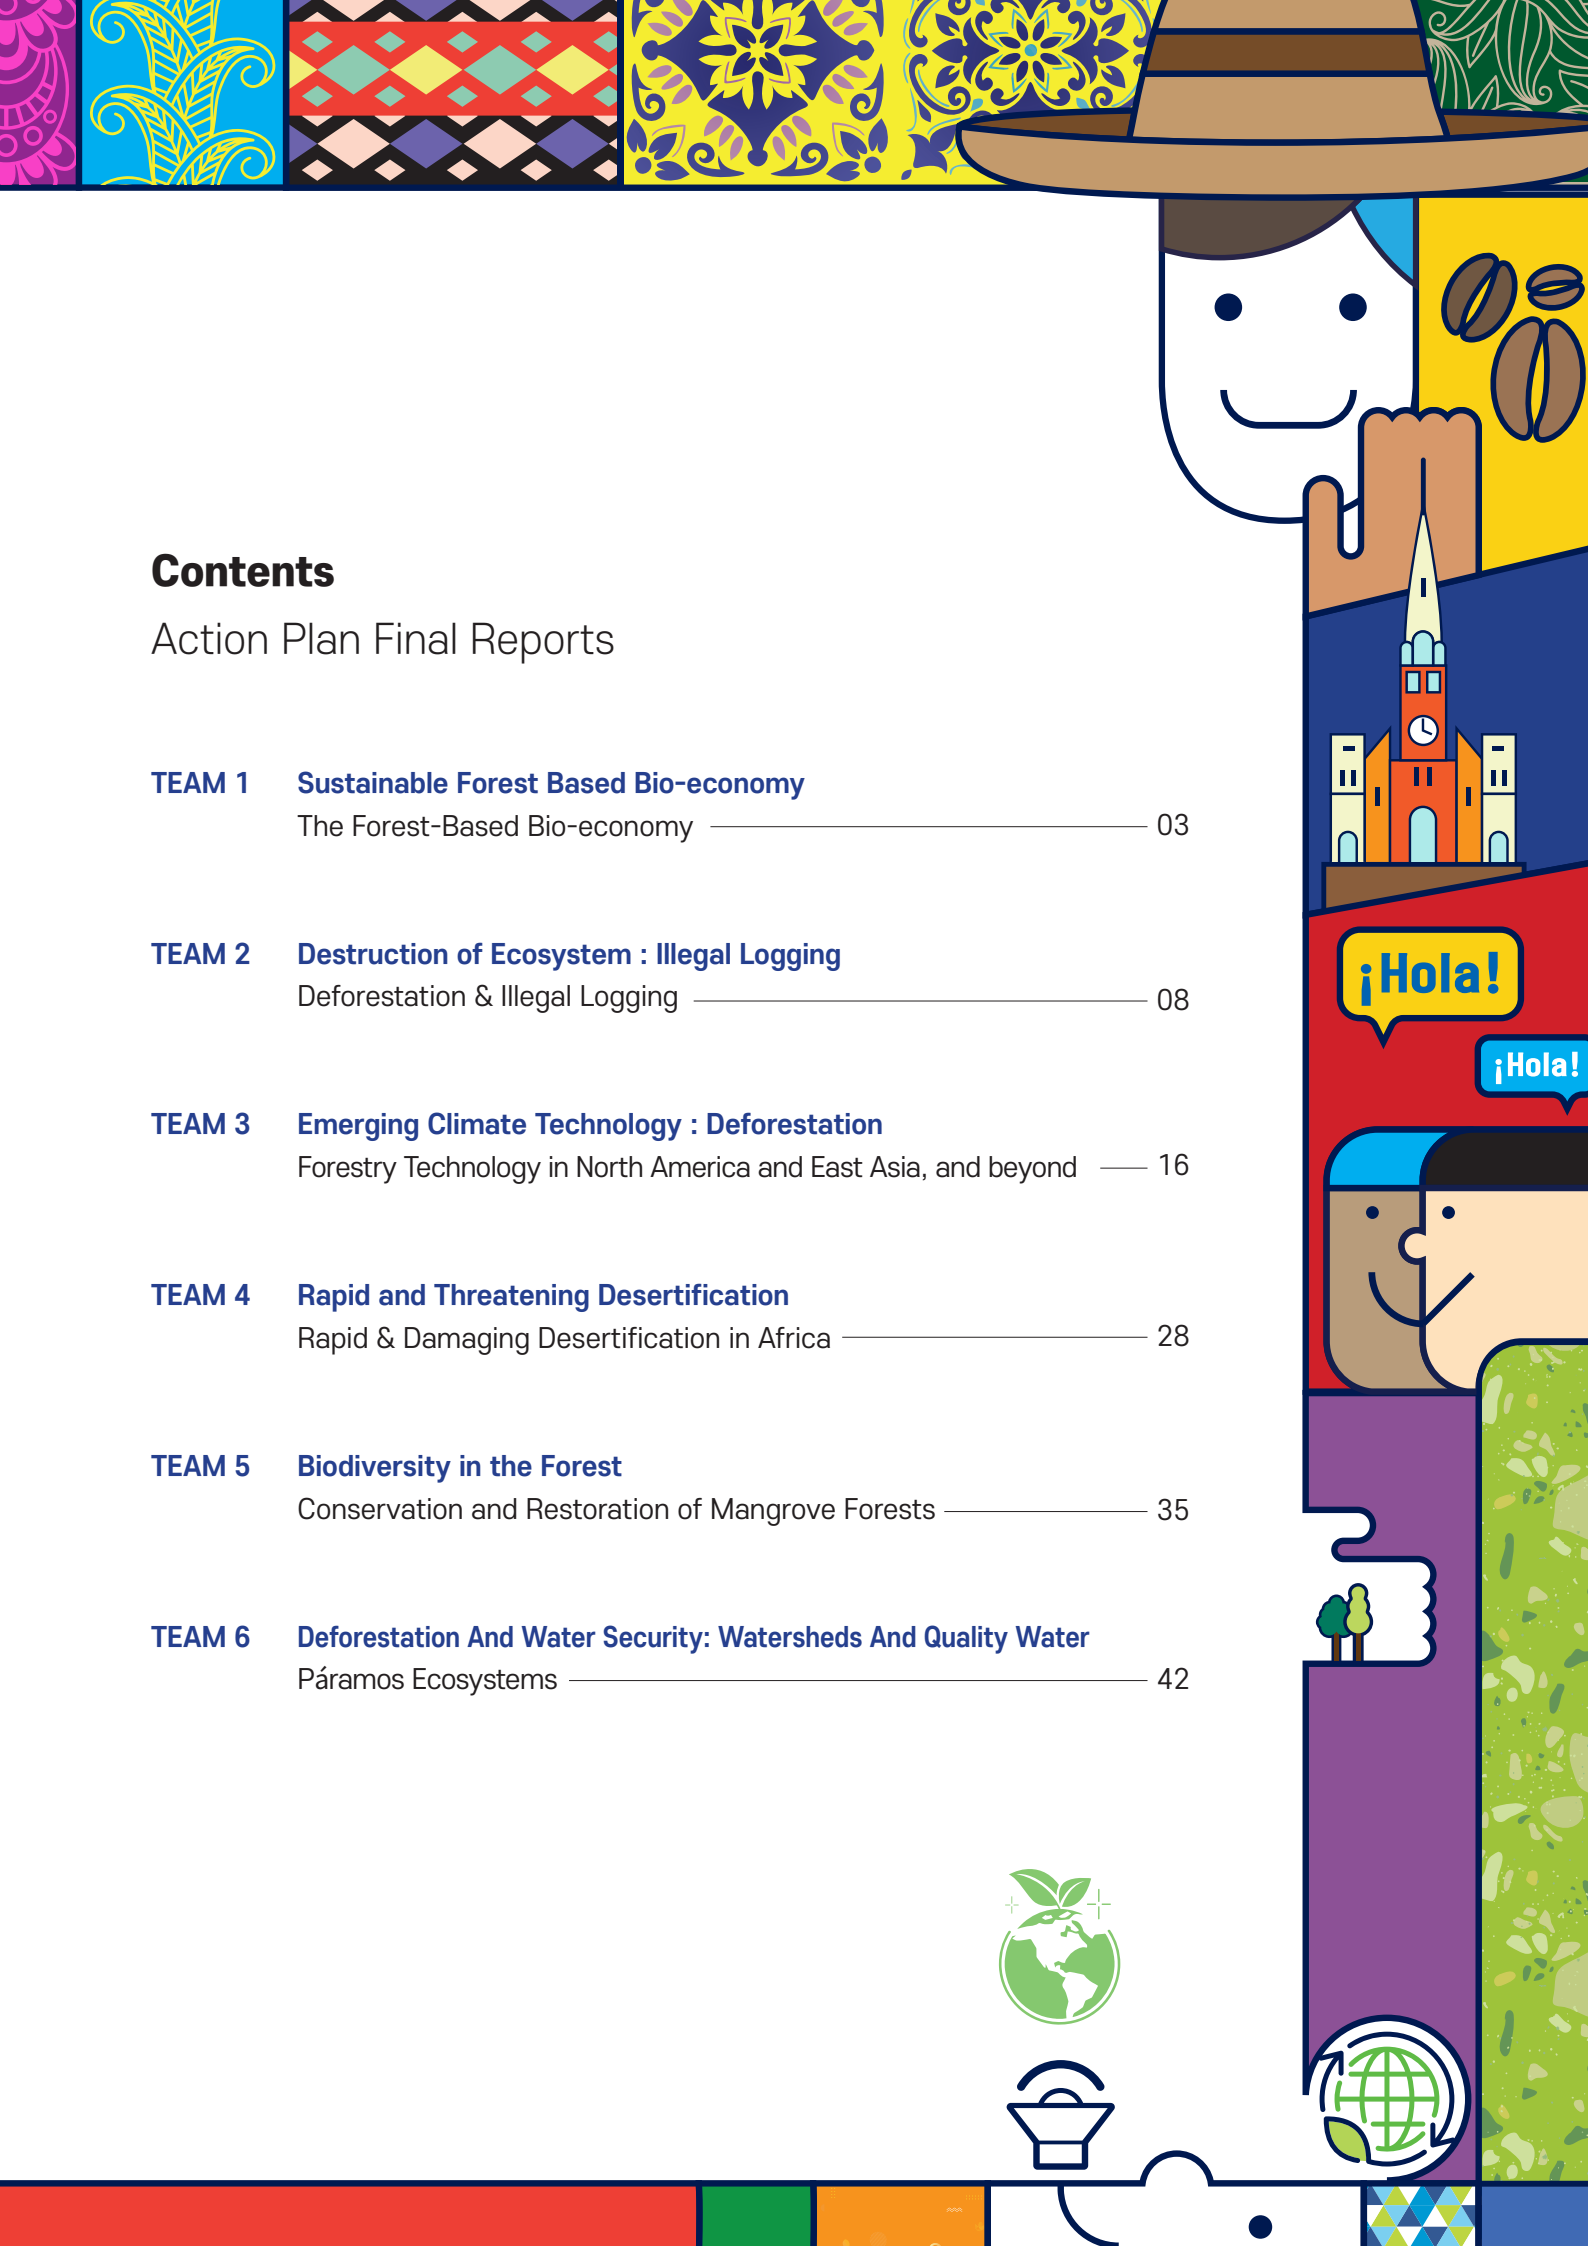 Contents
Action Plan Final Reports
TEAM 1 Sustainable Forest Based Bio-economy
The Forest-Based Bio-economy 03
TEAM 2 Destruction of Ecosystem : Illegal Logging
Deforestation & Illegal Logging 08
TEAM 3 Emerging Climate Technology : Deforestation
Forestry Technology in North America and East Asia, and beyond 16
TEAM 4 Rapid and Threatening Desertification
Rapid & Damaging Desertification in Africa 28
TEAM 5 Biodiversity in the Forest
Conservation and Restoration of Mangrove Forests 35
TEAM 6 Deforestation And Water Security: Watersheds And Quality Water
Páramos Ecosystems 42
¡Hola!
¡Hola!